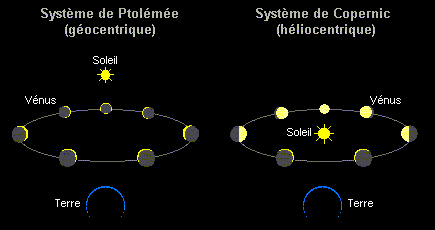 Système de Ptolémée
(géocentrique)
Soleil
Vénus
Terre
Système de Copernic
(héliocentrique)
Vénus
Soleil
Terre